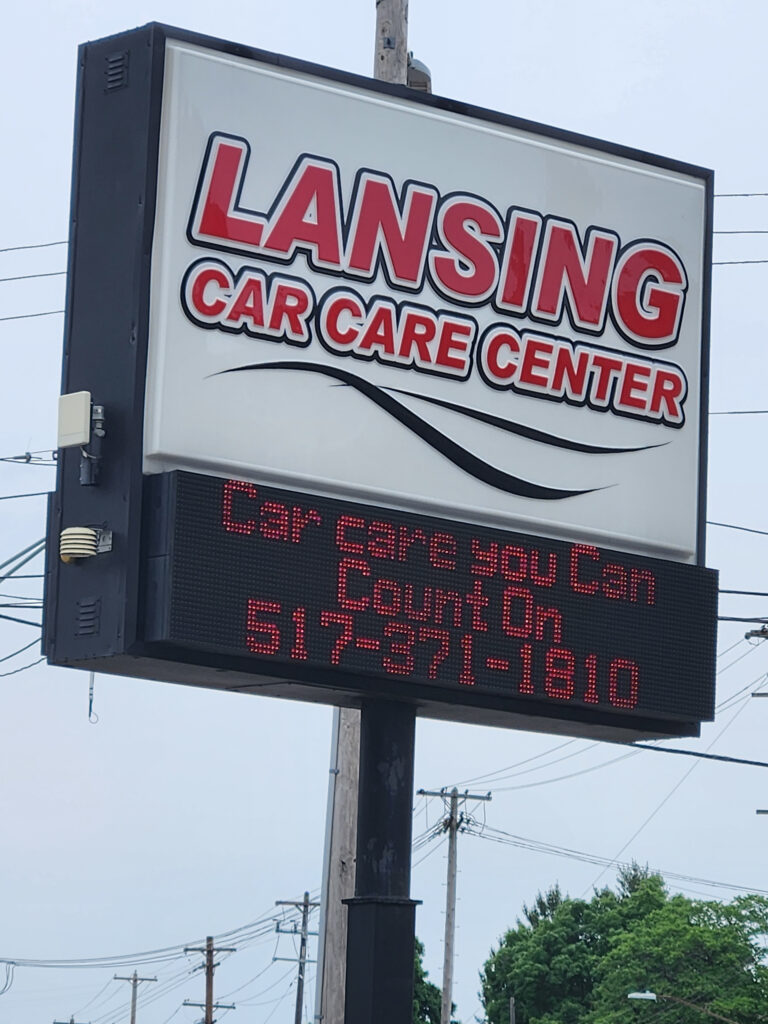 LANSING
CAR CARE CENTER
Car care you Can
Count On
517-371-1810